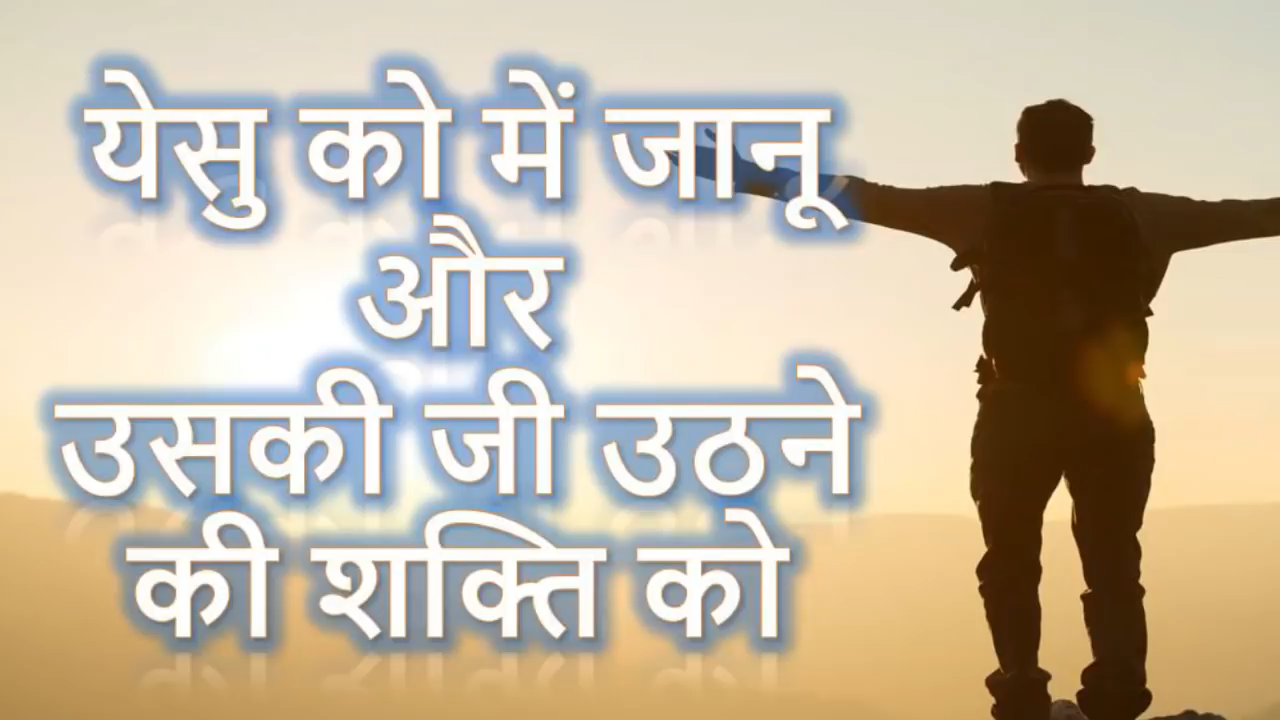 येसु को में जानू
और
उसकी जी उठने
की शक्ति को